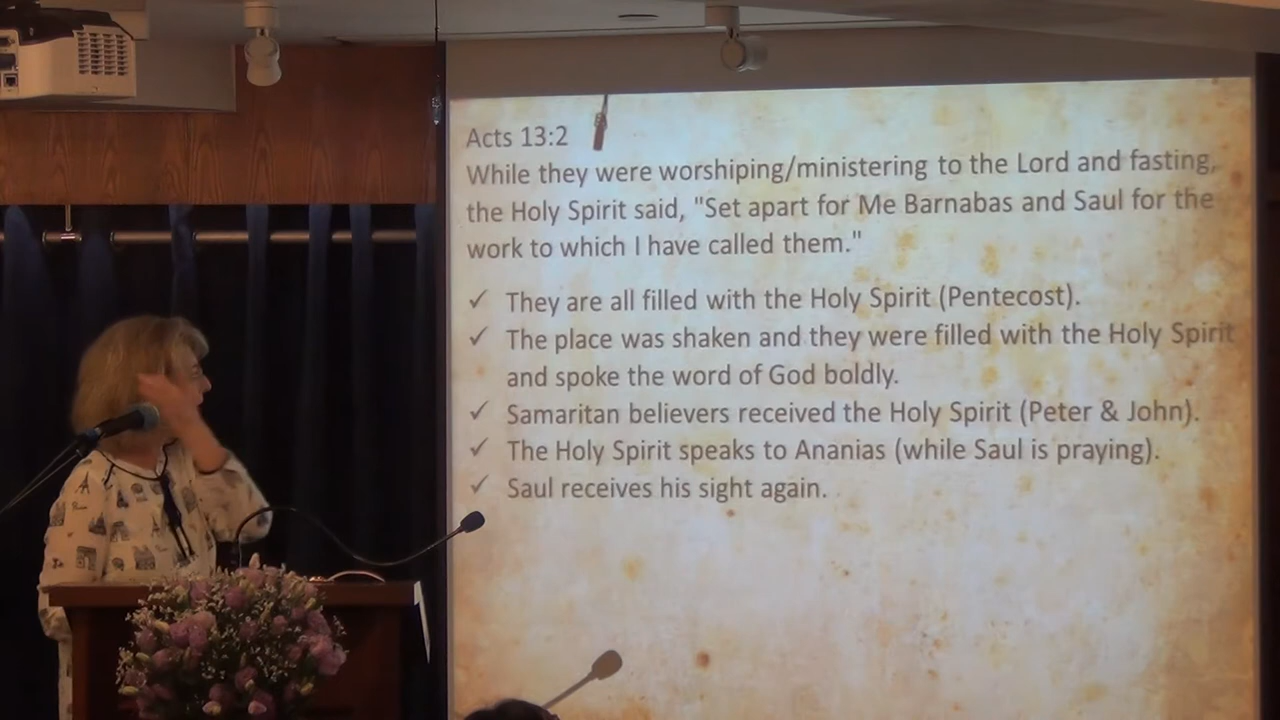 Acts 13:2
While they were worshiping/ministering to the Lord and fasting,
the Holy Spirit said, "Set apart for Me Barnabas and Saul for the
work to which I have called them."
✓ They are all filled with the Holy Spirit (Pentecost).
✓ The place was shaken and they were filled with the Holy Spirit
and spoke the word of God boldly.
✓ Samaritan believers received the Holy Spirit (Peter & John).
✓ The Holy Spirit speaks to Ananias (while Saul is praying).
✓ Saul receives his sight again.